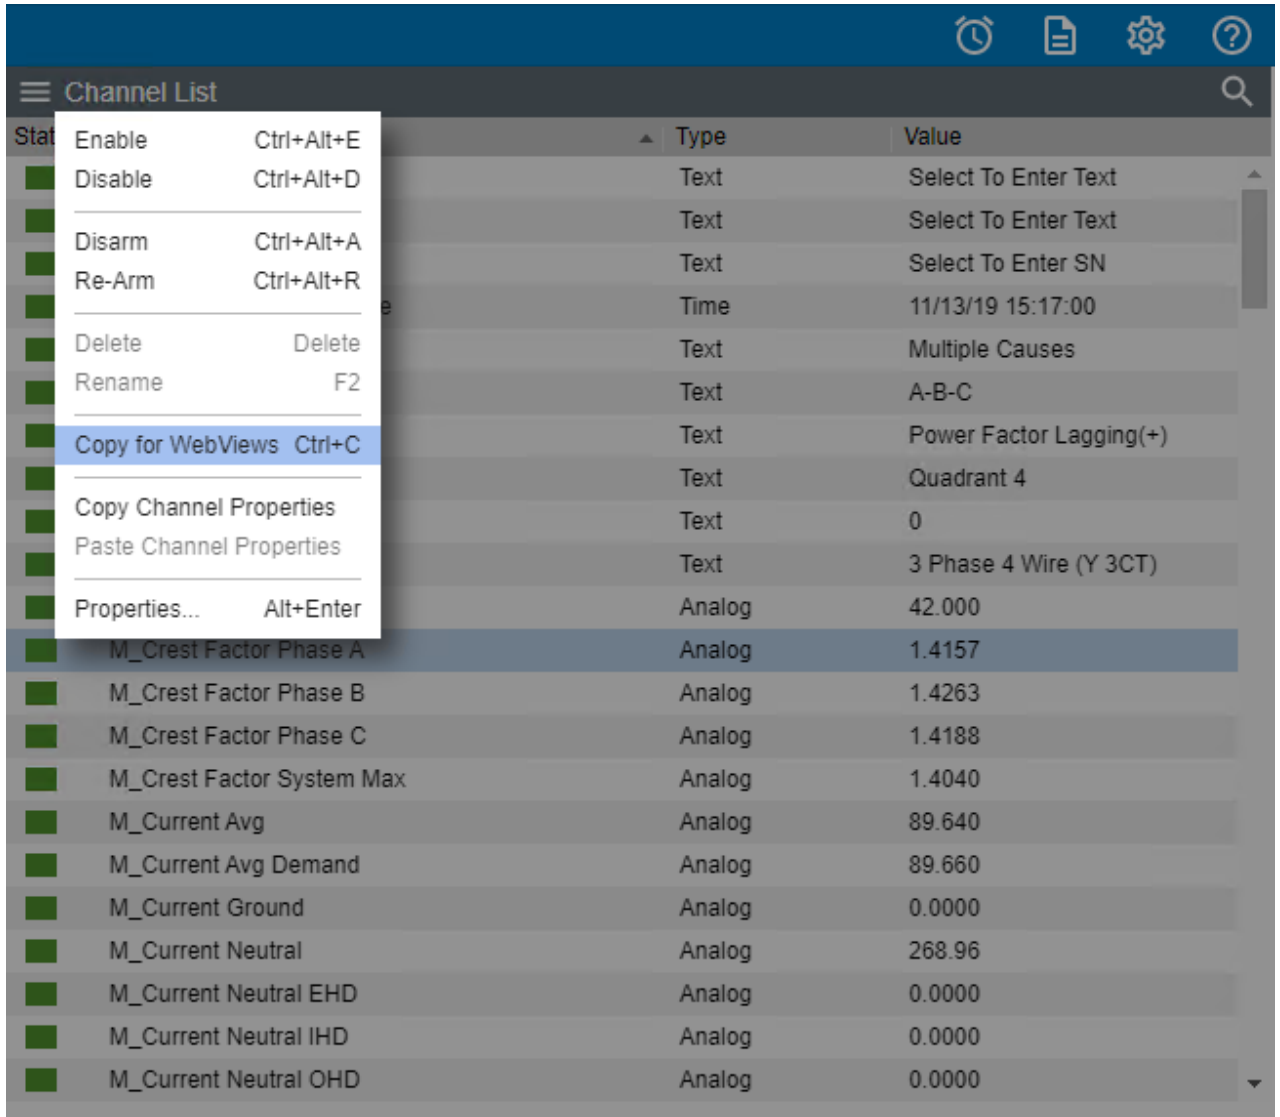 Channel List
Stat Type Value
Enable Ctrl+Alt+E
Disable Ctrl+Alt+D
Disarm Ctrl+Alt+A
Re-Arm Ctrl+Alt+R
Delete Delete
Rename F2
Copy for WebViews Ctrl+C
Copy Channel Properties
Paste Channel Properties
Properties... Alt+Enter
Text Select To Enter Text
Text Select To Enter Text
Text Select To Enter SN
e Time 11/13/19 15:17:00
Text Multiple Causes
Text A-B-C
Text Power Factor Lagging(+)
Text Quadrant 4
Text 0
Text 3 Phase 4 Wire (Y 3CT)
Analog 42.000
M_Crest Factor Phase A Analog 1.4157
M_Crest Factor Phase B Analog 1.4263
M_Crest Factor Phase C Analog 1.4188
M_Crest Factor System Max Analog 1.4040
M_Current Avg Analog 89.640
M_Current Avg Demand Analog 89.660
M_Current Ground Analog 0.0000
M_Current Neutral Analog 268.96
M_Current Neutral EHD Analog 0.0000
M_Current Neutral IHD Analog 0.0000
M_Current Neutral OHD Analog 0.0000